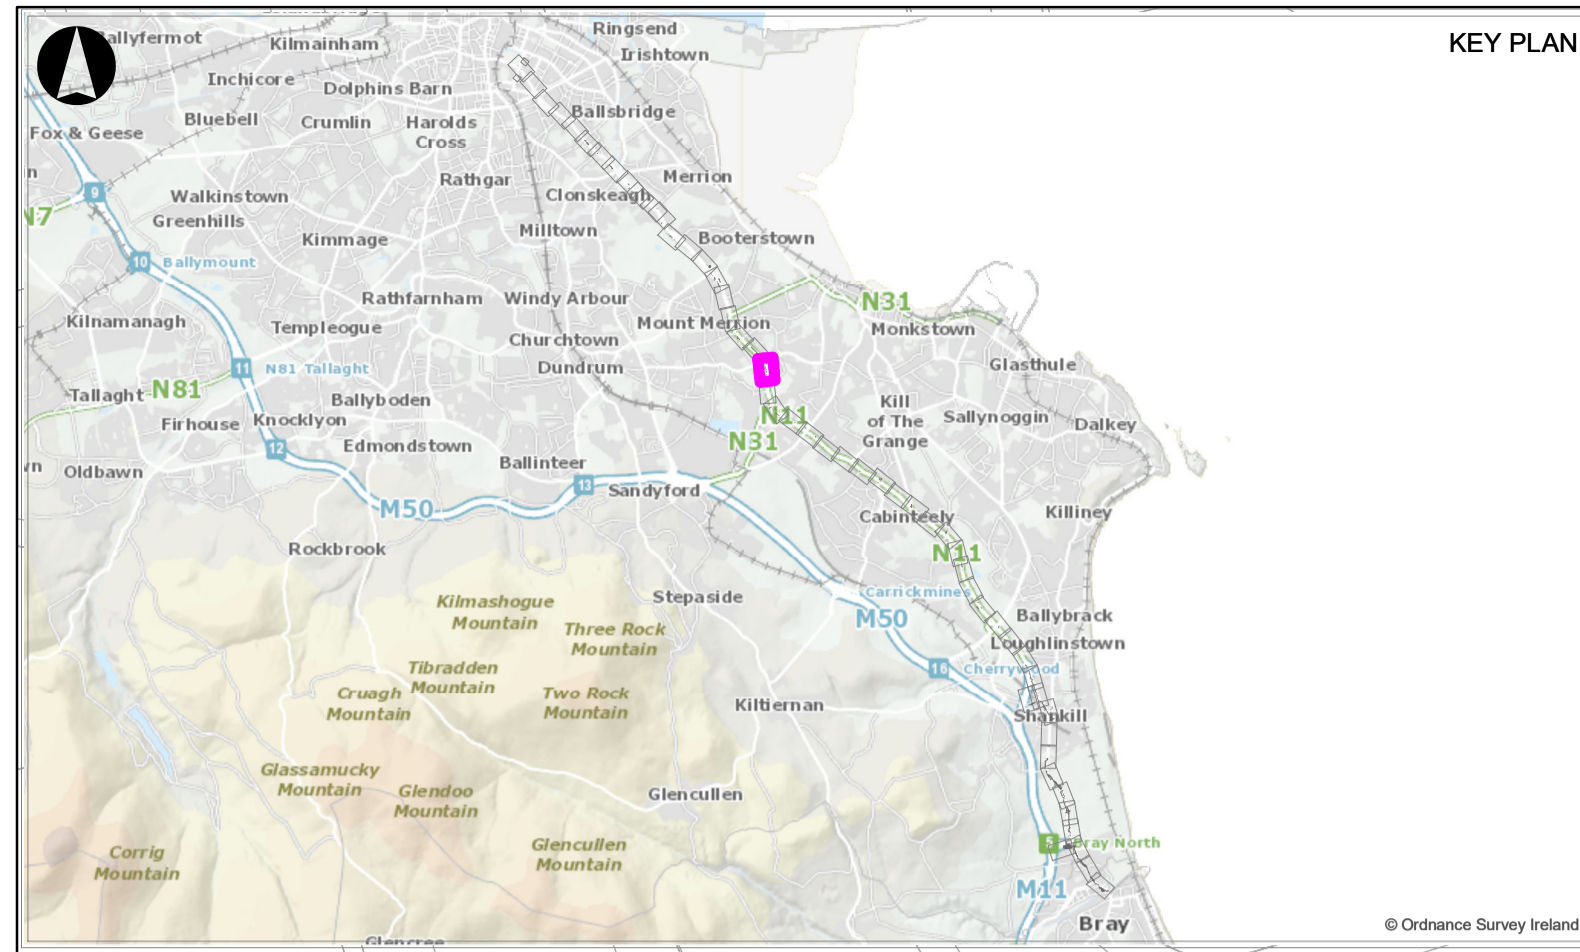 Ringsend
KEY PLAN
Ballyfermot
Kilmainham
Irishtown
Inchicore
Dolphins Barn
Ballsbridge
Bluebell
Crumlin
Harolds
Cross
Fox & Geese
Merrion
Rathgar
9
Walkinstown
Clonskeagh
N7
Greenhills
Milltown
Kimmage
Booterstown
10
Ballymount
Rathfarnham
Windy Arbour
N31
Kilnamanagh
Templeogue
Mount Merrion
Monkstown
Churchtown
Glasthule
11
N81 Tallaght
Dundrum
Tallaght
N81
Ballyboden
Kill
of The
Grange
Sallynoggin
Dalkey
Firhouse
Knocklyon
N11
N31
12
Edmondstown
Oldbawn
Ballinteer
13
Sandyford
M50
Cabinteely
Killiney
Rockbrook
N11
Stepaside
Carrickmines
Kilmashogue
Mountain
M50
Ballybrack
Three Rock
Mountain
Loughlinstown
Tibradden
Mountain
16
Cherrywood
Cruagh
Mountain
Two Rock
Mountain
Kiltiernan
Shankill
Glassamucky
Mountain
Glendoo
Mountain
Glencullen
5
Bray North
Corrig
Mountain
Glencullen
Mountain
M11
Bray
© Ordnance Survey Ireland
Glencree